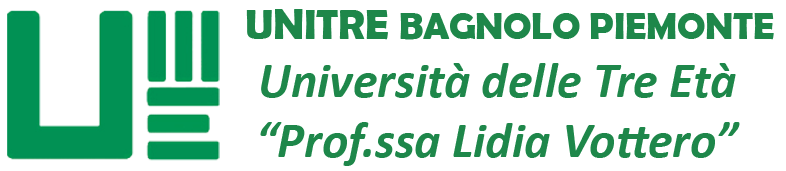 UNITRE BAGNOLO PIEMONTE
Università delle Tre Età
“Prof.ssa Lidia Vottero”